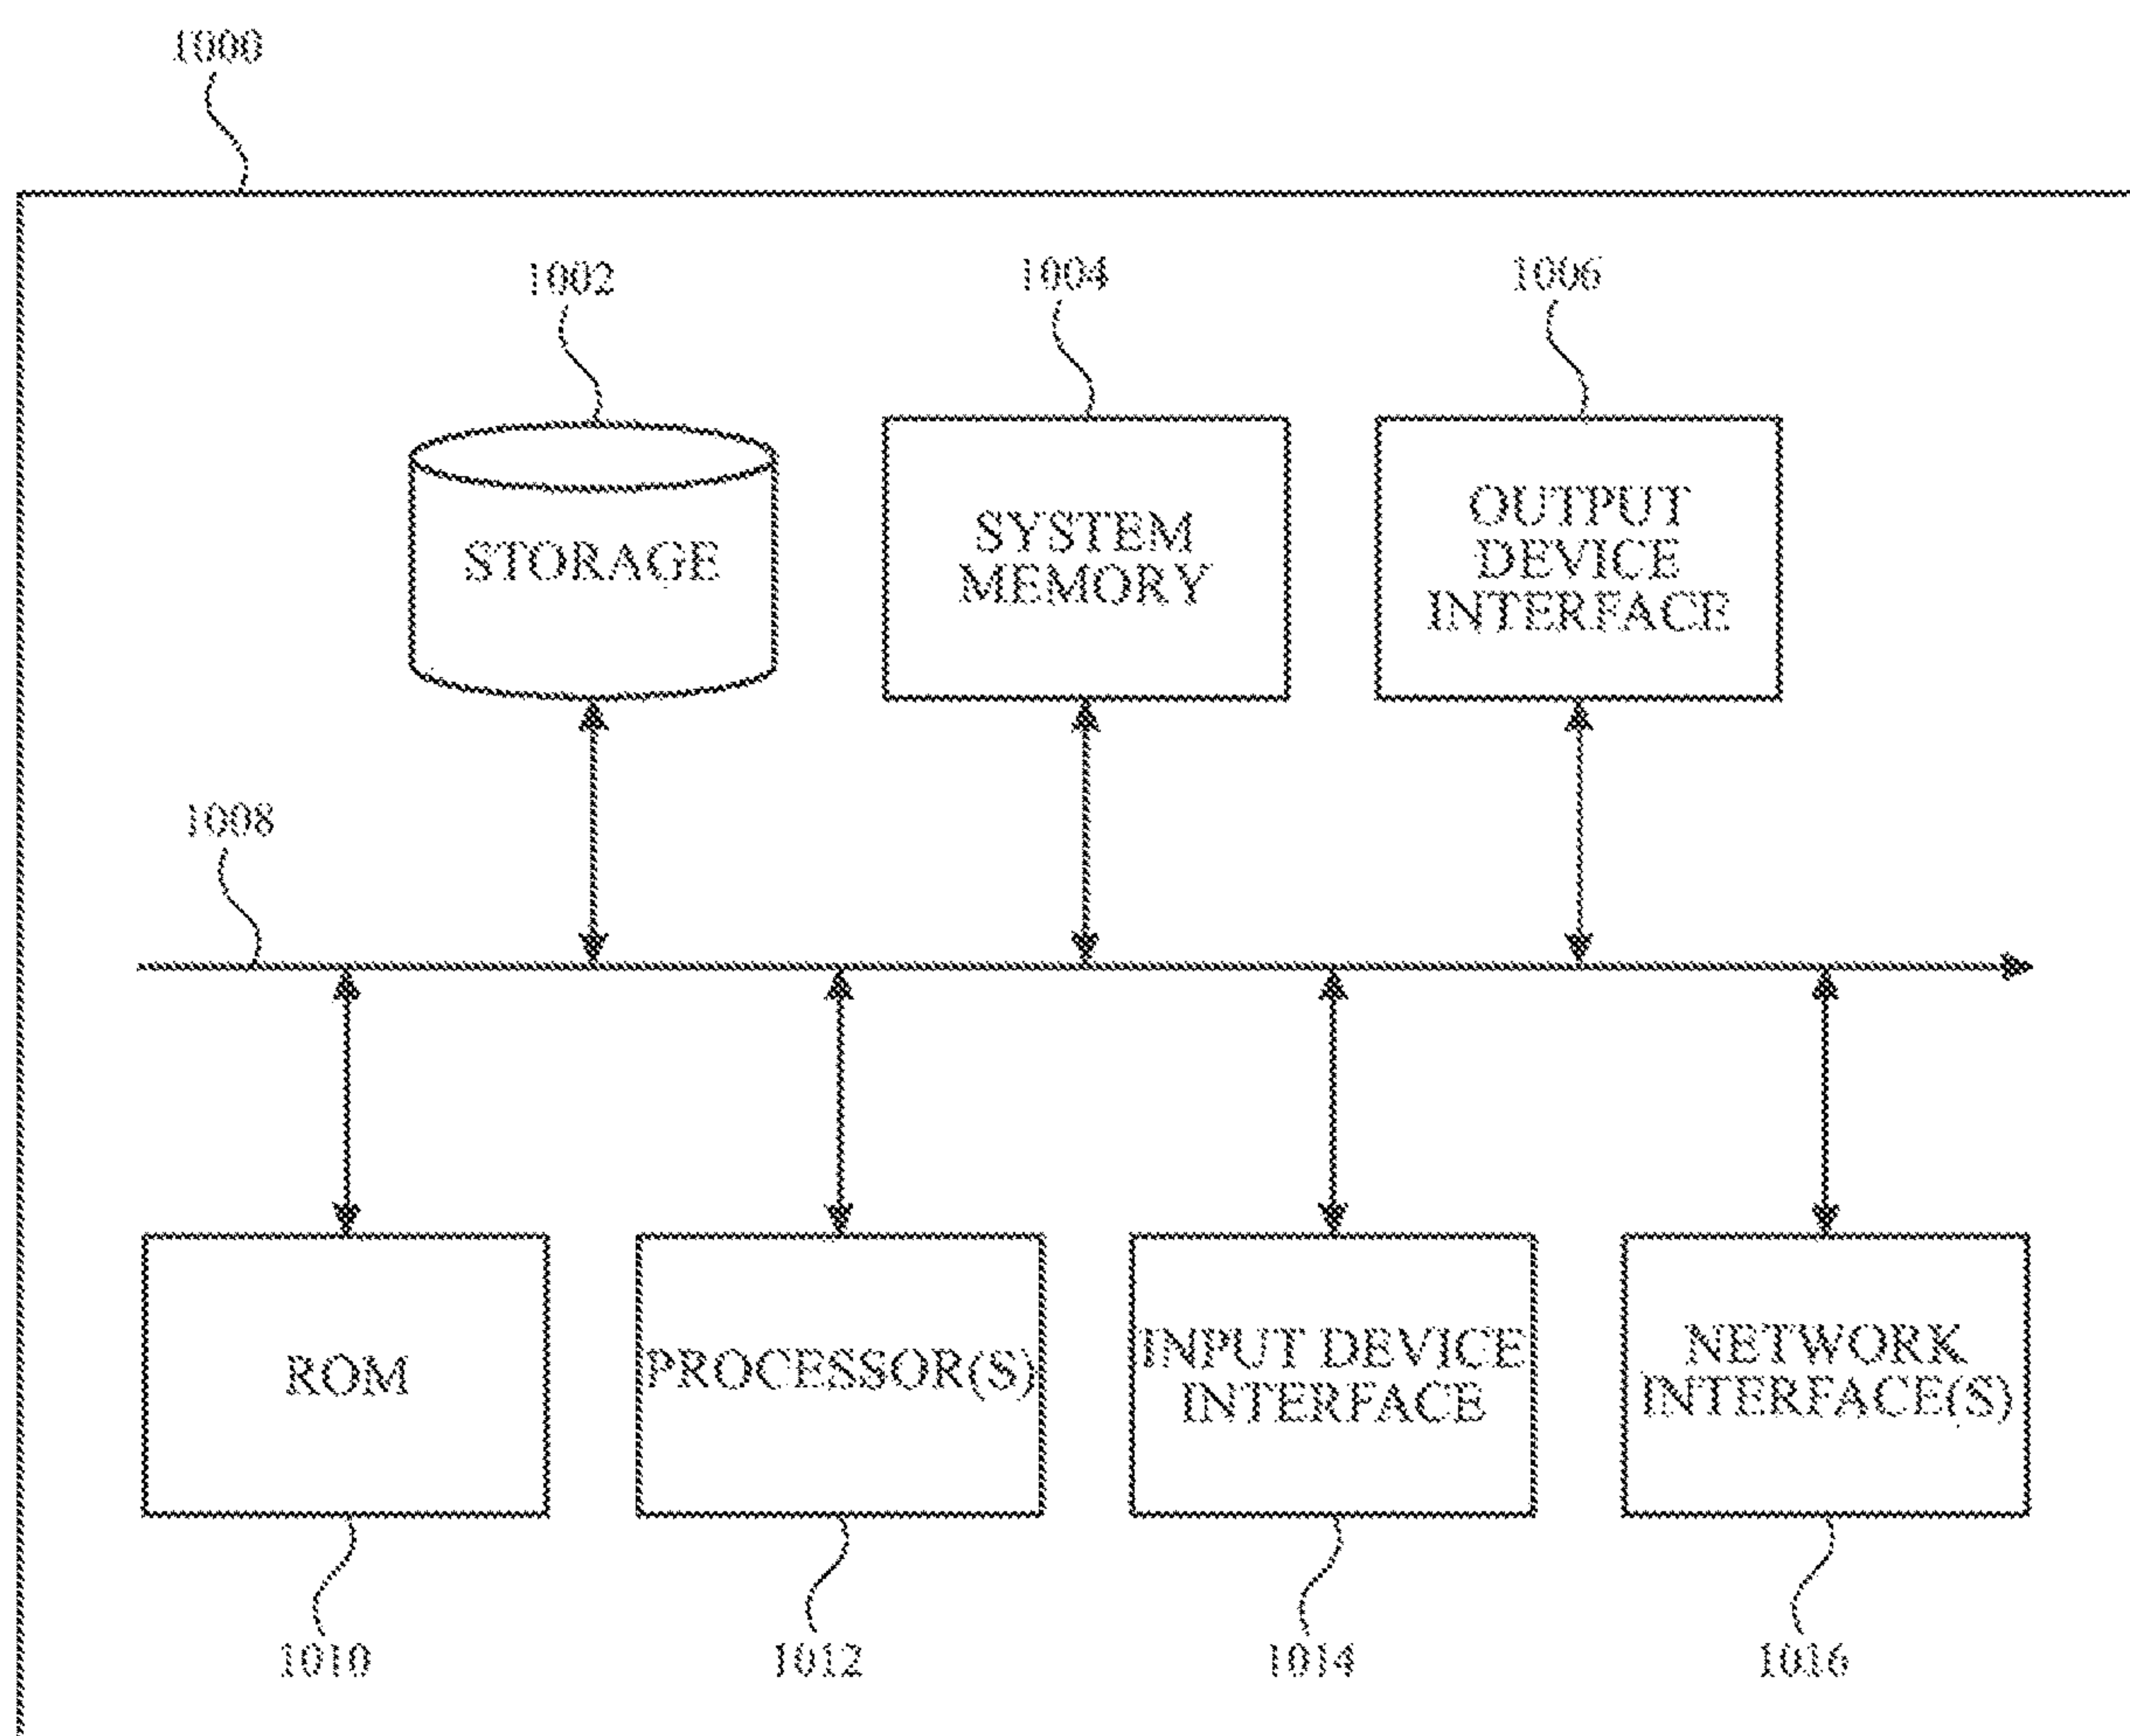 1000
1002
1004
1006
STORAGE
SYSTEM
MEMORY
OUTPUT
DEVICE
INTERFACE
1008
ROM
PROCESSOR(S)
INPUT DEVICE
INTERFACE
NETWORK
INTERFACE(S)
1010
1012
1014
1016